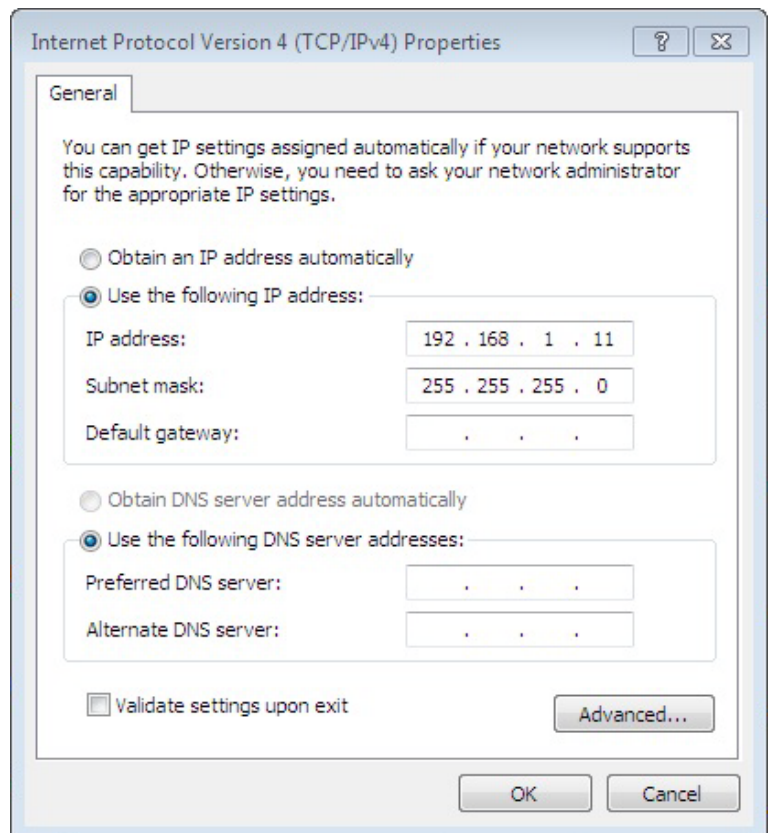 Internet Protocol Version 4 (TCP/IPv4) Properties
General
You can get IP settings assigned automatically if your network supports
this capability. Otherwise, you need to ask your network administrator
for the appropriate IP settings.
Obtain an IP address automatically
Use the following IP address:
IP address: 192 . 168 . 1 . 11
Subnet mask: 255 . 255 . 255 . 0
Default gateway: . . .
Obtain DNS server address automatically
Use the following DNS server addresses:
Preferred DNS server: . . .
Alternate DNS server: . . .
Validate settings upon exit
Advanced...
OK Cancel